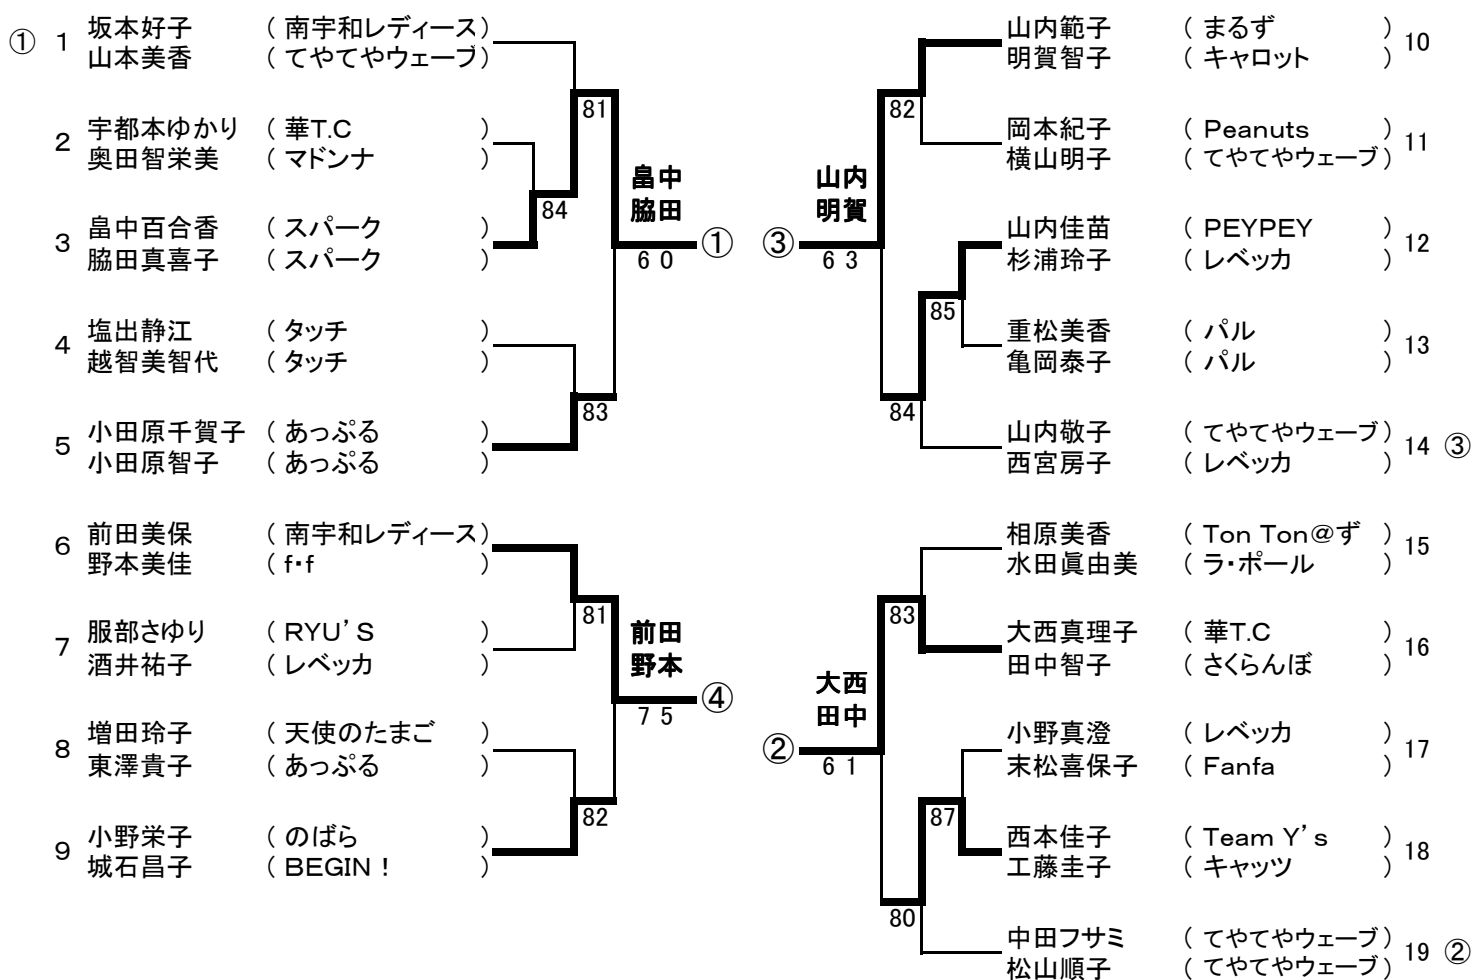 ① 1 坂本好子 ( 南宇和レディース)
山本美香 ( てやてやウェーブ)
81
2 宇都本ゆかり ( 華T.C )
奥田智栄美 ( マドンナ )
84
畠中
脇田
3 畠中百合香 ( スパーク )
脇田真喜子 ( スパーク )
①
6 0
4 塩出静江 ( タッチ )
越智美智代 ( タッチ )
83
5 小田原千賀子 ( あっぷる )
小田原智子 ( あっぷる )
6 前田美保 ( 南宇和レディース)
野本美佳 ( f・f )
81
7 服部さゆり ( RYU'S )
酒井祐子 ( レベッカ )
前田
野本
④
7 5
8 増田玲子 ( 天使のたまご )
東澤貴子 ( あっぷる )
82
9 小野栄子 ( のばら )
城石昌子 ( BEGIN! )
山内範子 ( まるず ) 10
明賀智子 ( キャロット )
82
岡本紀子 ( Peanuts ) 11
横山明子 ( てやてやウェーブ)
山内
明賀
③
6 3
山内佳苗 ( PEYPEY ) 12
杉浦玲子 ( レベッカ )
85
重松美香 ( パル ) 13
亀岡泰子 ( パル )
84
山内敬子 ( てやてやウェーブ) 14 ③
西宮房子 ( レベッカ )
相原美香 ( Ton Ton@ず ) 15
水田眞由美 ( ラ・ポール )
83
大西真理子 ( 華T.C ) 16
田中智子 ( さくらんぼ )
大西
田中
②
6 1
小野真澄 ( レベッカ ) 17
末松喜保子 ( Fanfa )
87
西本佳子 ( Team Y's ) 18
工藤圭子 ( キャッツ )
80
中田フサミ ( てやてやウェーブ) 19 ②
松山順子 ( てやてやウェーブ)